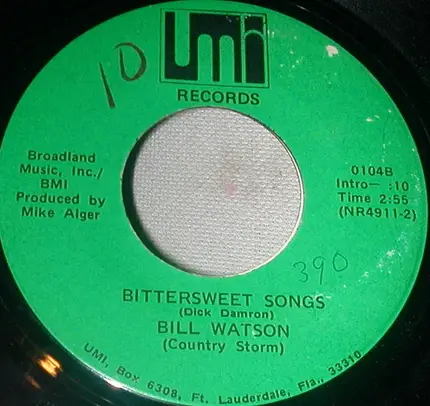 10
umi
RECORDS
Broadland
Music, Inc./
BMI
Produced by
Mike Alger
0104B
Intro— :10
Time 2:55
(NR4911-2)
390
BITTERSWEET SONGS
(Dick Damron)
BILL WATSON
(Country Storm)
UMI, Box 6308, Ft. Lauderdale, Fla., 33310